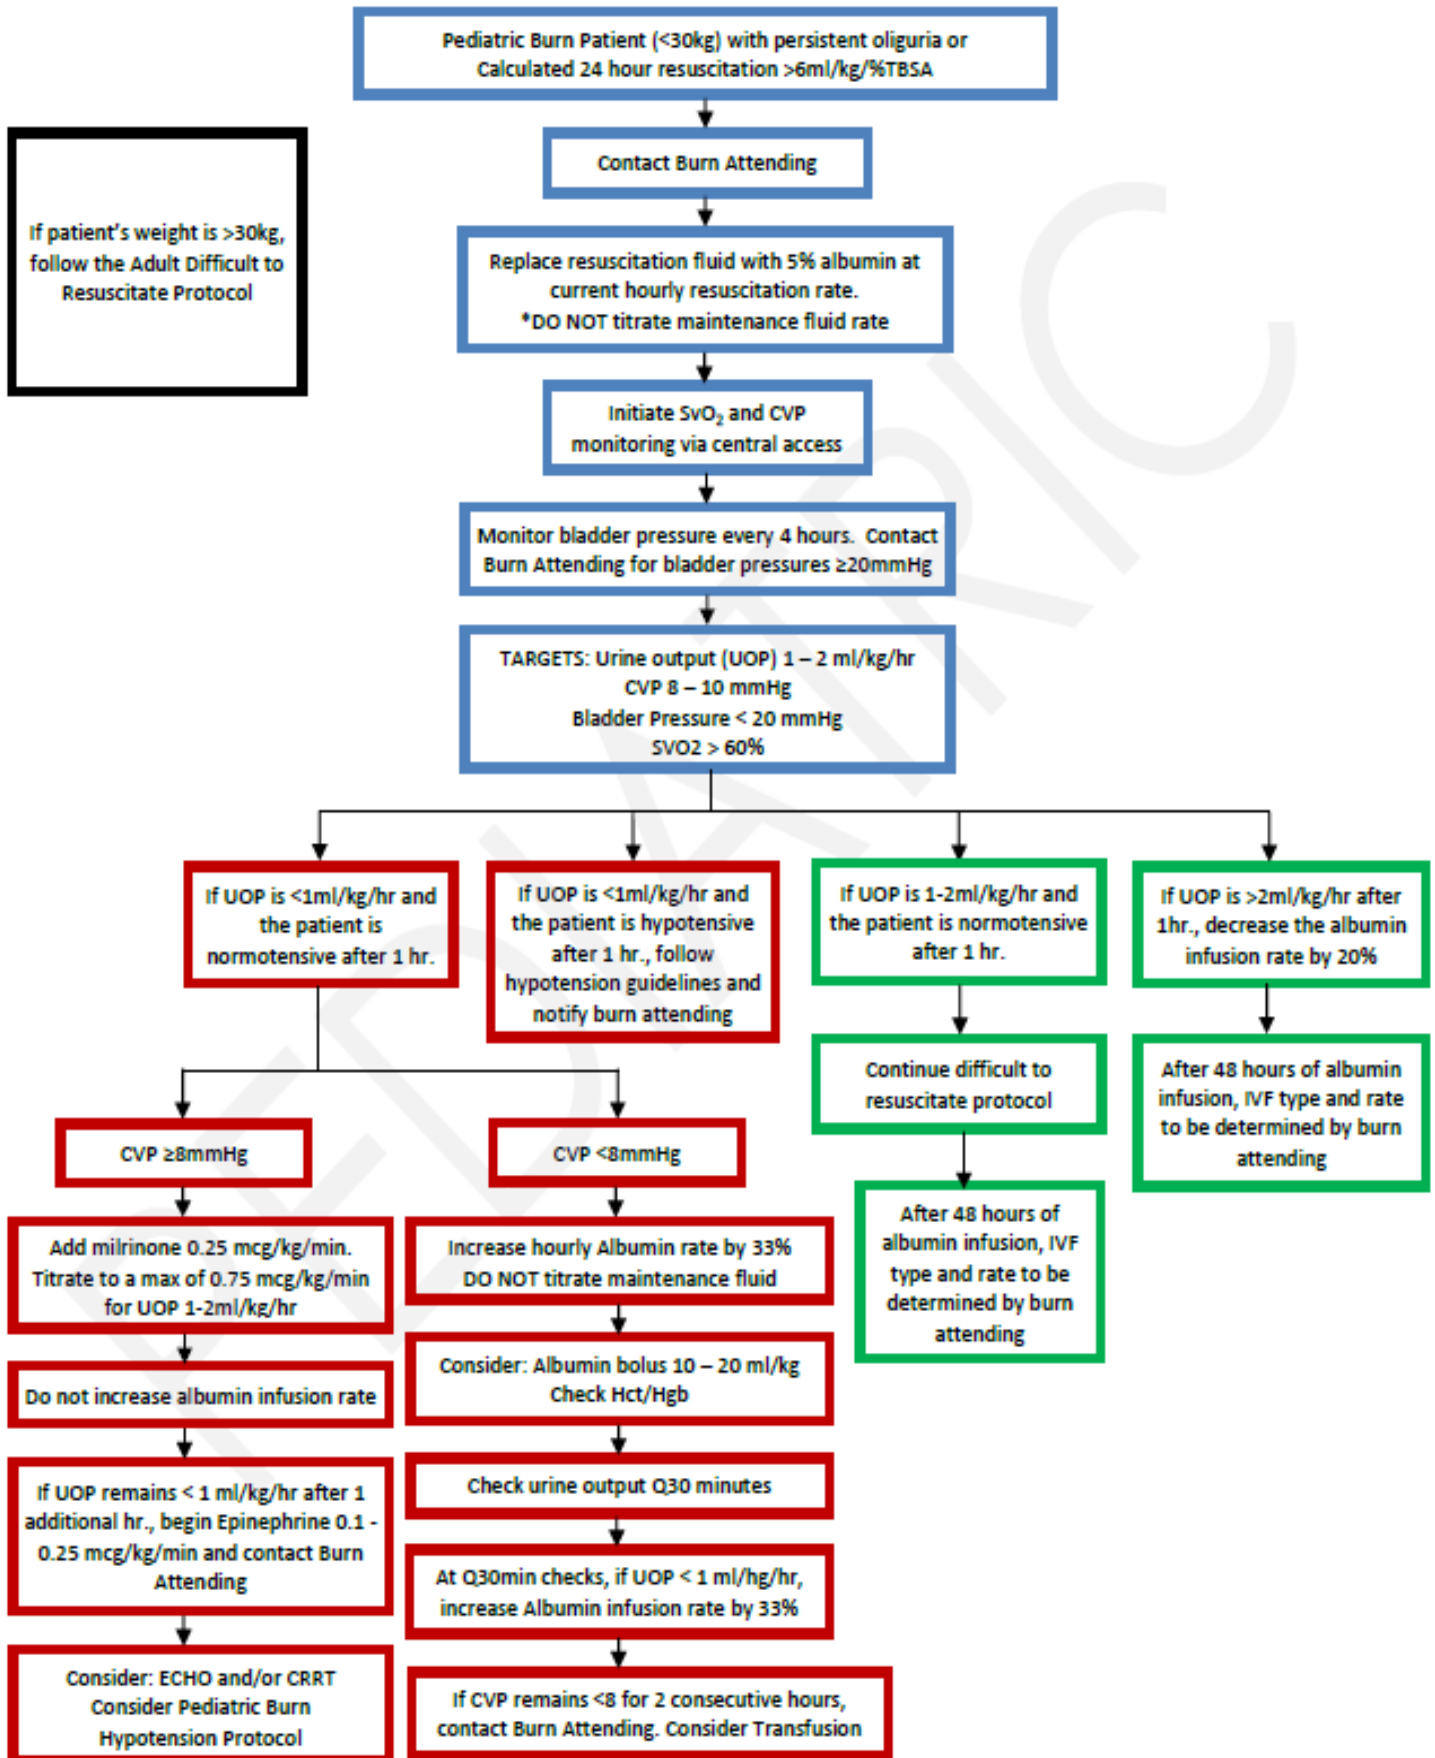 Pediatric Burn Patient (<30kg) with persistent oliguria or
Calculated 24 hour resuscitation >6ml/kg/%TBSA
If patient's weight is >30kg,
follow the Adult Difficult to
Resuscitate Protocol
Contact Burn Attending
Replace resuscitation fluid with 5% albumin at
current hourly resuscitation rate.
*DO NOT titrate maintenance fluid rate
Initiate SvO₂ and CVP
monitoring via central access
Monitor bladder pressure every 4 hours. Contact
Burn Attending for bladder pressures ≥20mmHg
TARGETS: Urine output (UOP) 1 – 2 ml/kg/hr
CVP 8 – 10 mmHg
Bladder Pressure < 20 mmHg
SVO2 > 60%
If UOP is <1ml/kg/hr and
the patient is
normotensive after 1 hr.
If UOP is <1ml/kg/hr and
the patient is hypotensive
after 1 hr., follow
hypotension guidelines and
notify burn attending
If UOP is 1-2ml/kg/hr and
the patient is normotensive
after 1 hr.
If UOP is >2ml/kg/hr after
1hr., decrease the albumin
infusion rate by 20%
Continue difficult to
resuscitate protocol
After 48 hours of albumin
infusion, IVF type and rate
to be determined by burn
attending
After 48 hours of
albumin infusion, IVF
type and rate to be
determined by burn
attending
CVP ≥8mmHg
Add milrinone 0.25 mcg/kg/min.
Titrate to a max of 0.75 mcg/kg/min
for UOP 1-2ml/kg/hr
Do not increase albumin infusion rate
If UOP remains < 1 ml/kg/hr after 1
additional hr., begin Epinephrine 0.1 -
0.25 mcg/kg/min and contact Burn
Attending
Consider: ECHO and/or CRRT
Consider Pediatric Burn
Hypotension Protocol
CVP <8mmHg
Increase hourly Albumin rate by 33%
DO NOT titrate maintenance fluid
Consider: Albumin bolus 10 – 20 ml/kg
Check Hct/Hgb
Check urine output Q30 minutes
At Q30min checks, if UOP < 1 ml/hg/hr,
increase Albumin infusion rate by 33%
If CVP remains <8 for 2 consecutive hours,
contact Burn Attending. Consider Transfusion
PEDIATRIC